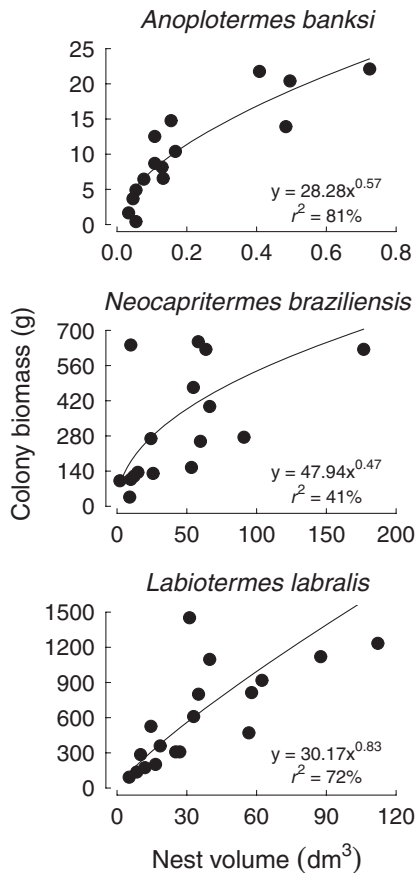 Anoplotermes banksi
25
20
15
10
5
0
y = 28.28x^0.57
r^2 = 81%
0.0 0.2 0.4 0.6 0.8
Neocapritermes braziliensis
Colony biomass (g)
700
560
420
280
140
0
y = 47.94x^0.47
r^2 = 41%
0 50 100 150 200
Labiotermes labralis
1500
1200
900
600
300
0
y = 30.17x^0.83
r^2 = 72%
0 30 60 90 120
Nest volume (dm^3)